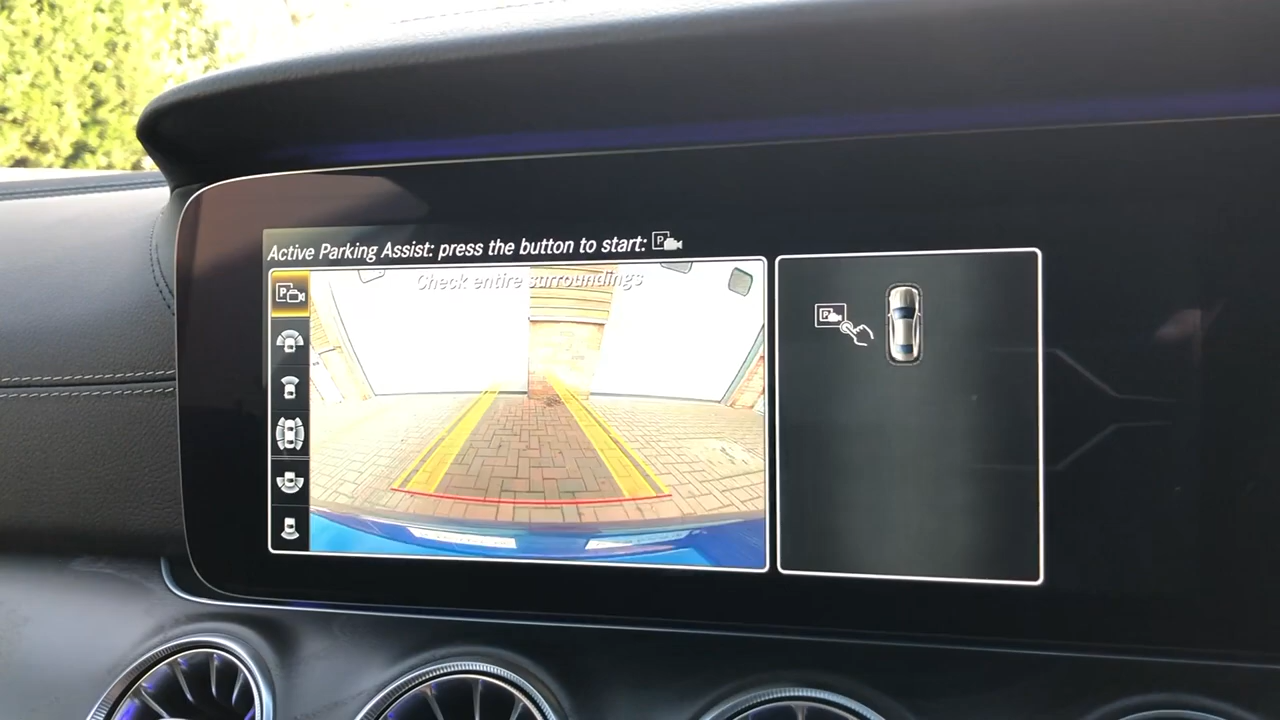 Active Parking Assist: press the button to start: P
Check entire surroundings
P
P